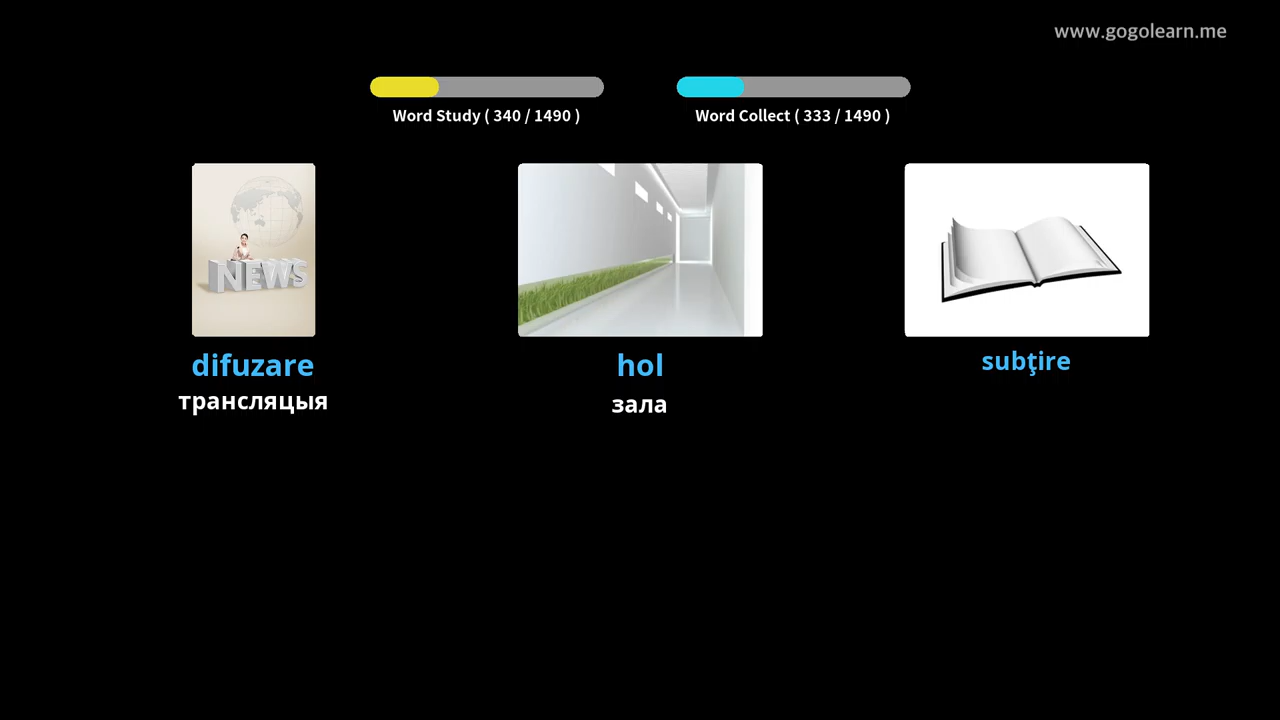 www.gogolearn.me
Word Study ( 340 / 1490 )
Word Collect ( 333 / 1490 )
NEWS
difuzare
трансляцыя
hol
зала
subţire